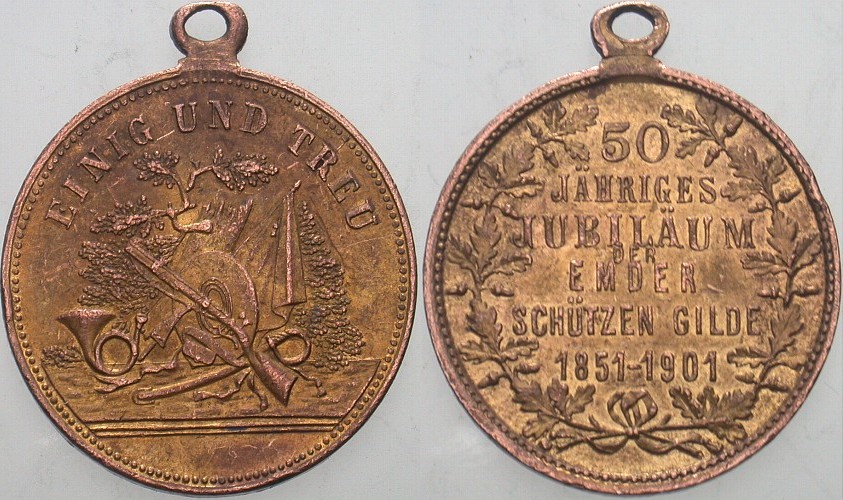 EINIG UND TREU
50
JÄHRIGES
JUBILÄUM
DER
EMDER
SCHÜTZEN GILDE
1851-1901